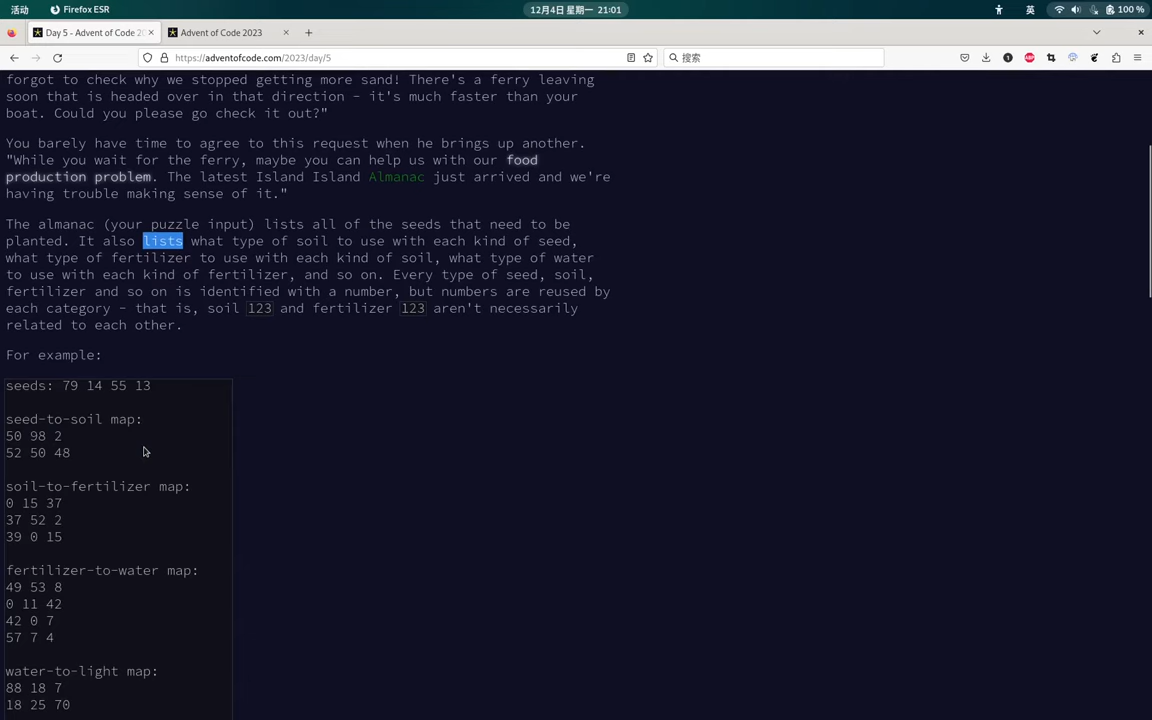 活动 Firefox ESR 12月4日 星期一 21:01 英 100 %
Day 5 - Advent of Code 20 Advent of Code 2023
https://adventofcode.com/2023/day/5 搜索
forgot to check why we stopped getting more sand! There's a ferry leaving
soon that is headed over in that direction - it's much faster than your
boat. Could you please go check it out?"
You barely have time to agree to this request when he brings up another.
"While you wait for the ferry, maybe you can help us with our food
production problem. The latest Island Island Almanac just arrived and we're
having trouble making sense of it."
The almanac (your puzzle input) lists all of the seeds that need to be
planted. It also lists what type of soil to use with each kind of seed,
what type of fertilizer to use with each kind of soil, what type of water
to use with each kind of fertilizer, and so on. Every type of seed, soil,
fertilizer and so on is identified with a number, but numbers are reused by
each category - that is, soil 123 and fertilizer 123 aren't necessarily
related to each other.
For example:
seeds: 79 14 55 13
seed-to-soil map:
50 98 2
52 50 48
soil-to-fertilizer map:
0 15 37
37 52 2
39 0 15
fertilizer-to-water map:
49 53 8
0 11 42
42 0 7
57 7 4
water-to-light map:
88 18 7
18 25 70